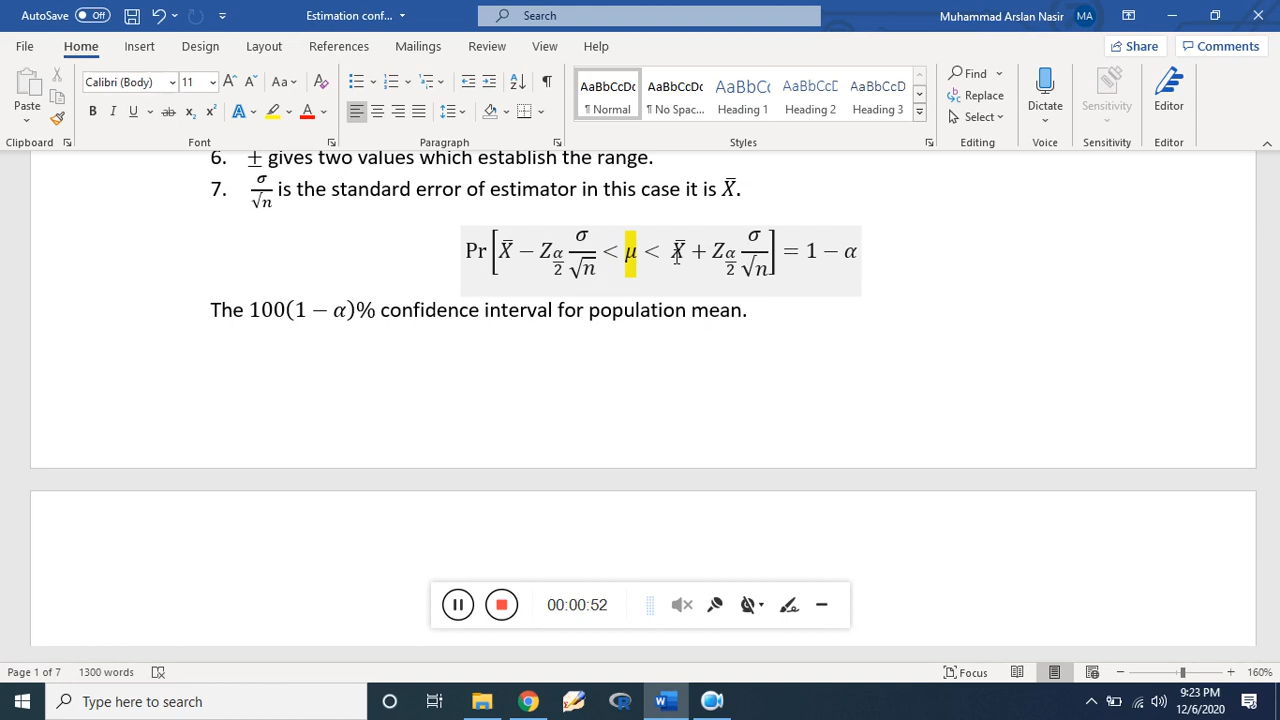 AutoSave Off Estimation conf... Search Muhammad Arslan Nasir MA
File Home Insert Design Layout References Mailings Review View Help Share Comments
Paste Calibri (Body) 11 Aa AaBbCcDc AaBbCcDc AaBbCc AaBbCcD AaBbCcD Find Replace Select Dictate Sensitivity Editor
¶ Normal ¶ No Spac... Heading 1 Heading 2 Heading 3
Clipboard Font Paragraph Styles Editing Voice Sensitivity Editor
6. ± gives two values which establish the range.
7. σ/√n is the standard error of estimator in this case it is X̄.
Pr[X̄ − Z_{α/2} σ/√n < μ < X̄ + Z_{α/2} σ/√n] = 1 − α
The 100(1 − α)% confidence interval for population mean.
00:00:52
Page 1 of 7 1300 words Focus 160%
Type here to search 9:23 PM
12/6/2020